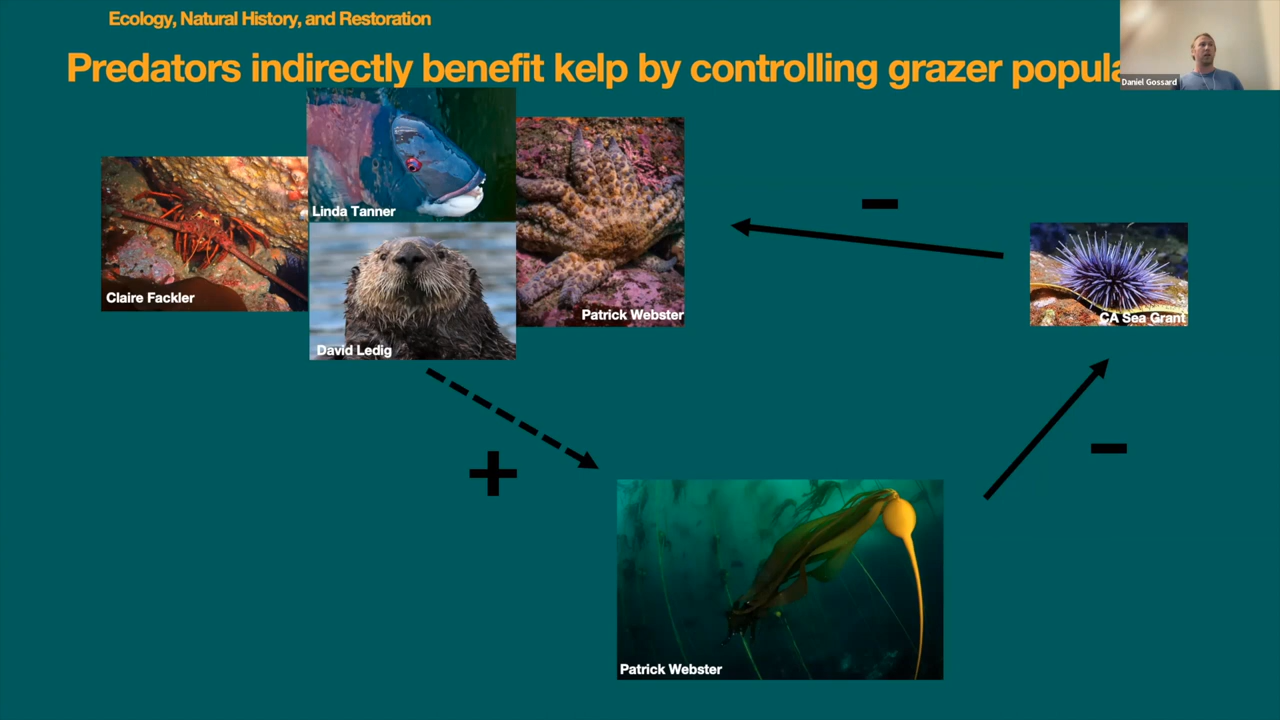 Ecology, Natural History, and Restoration
Predators indirectly benefit kelp by controlling grazer
Daniel Gossard
Linda Tanner
Claire Fackler
Patrick Webster
CA Sea Grant
David Ledig
Patrick Webster